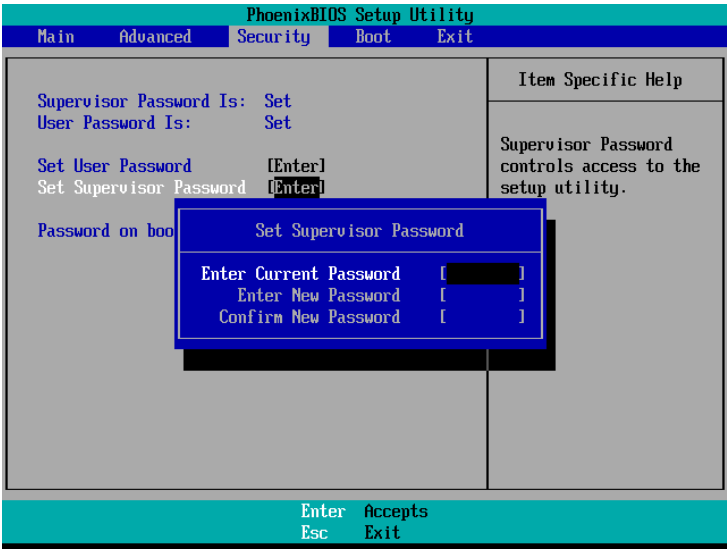 PhoenixBIOS Setup Utility
Main Advanced Security Boot Exit
Item Specific Help
Supervisor Password Is: Set
User Password Is: Set
Supervisor Password
controls access to the
setup utility.
Set User Password [Enter]
Set Supervisor Password [Enter]
Password on boo
Set Supervisor Password
Enter Current Password [ ]
Enter New Password [ ]
Confirm New Password [ ]
Enter Accepts
Esc Exit